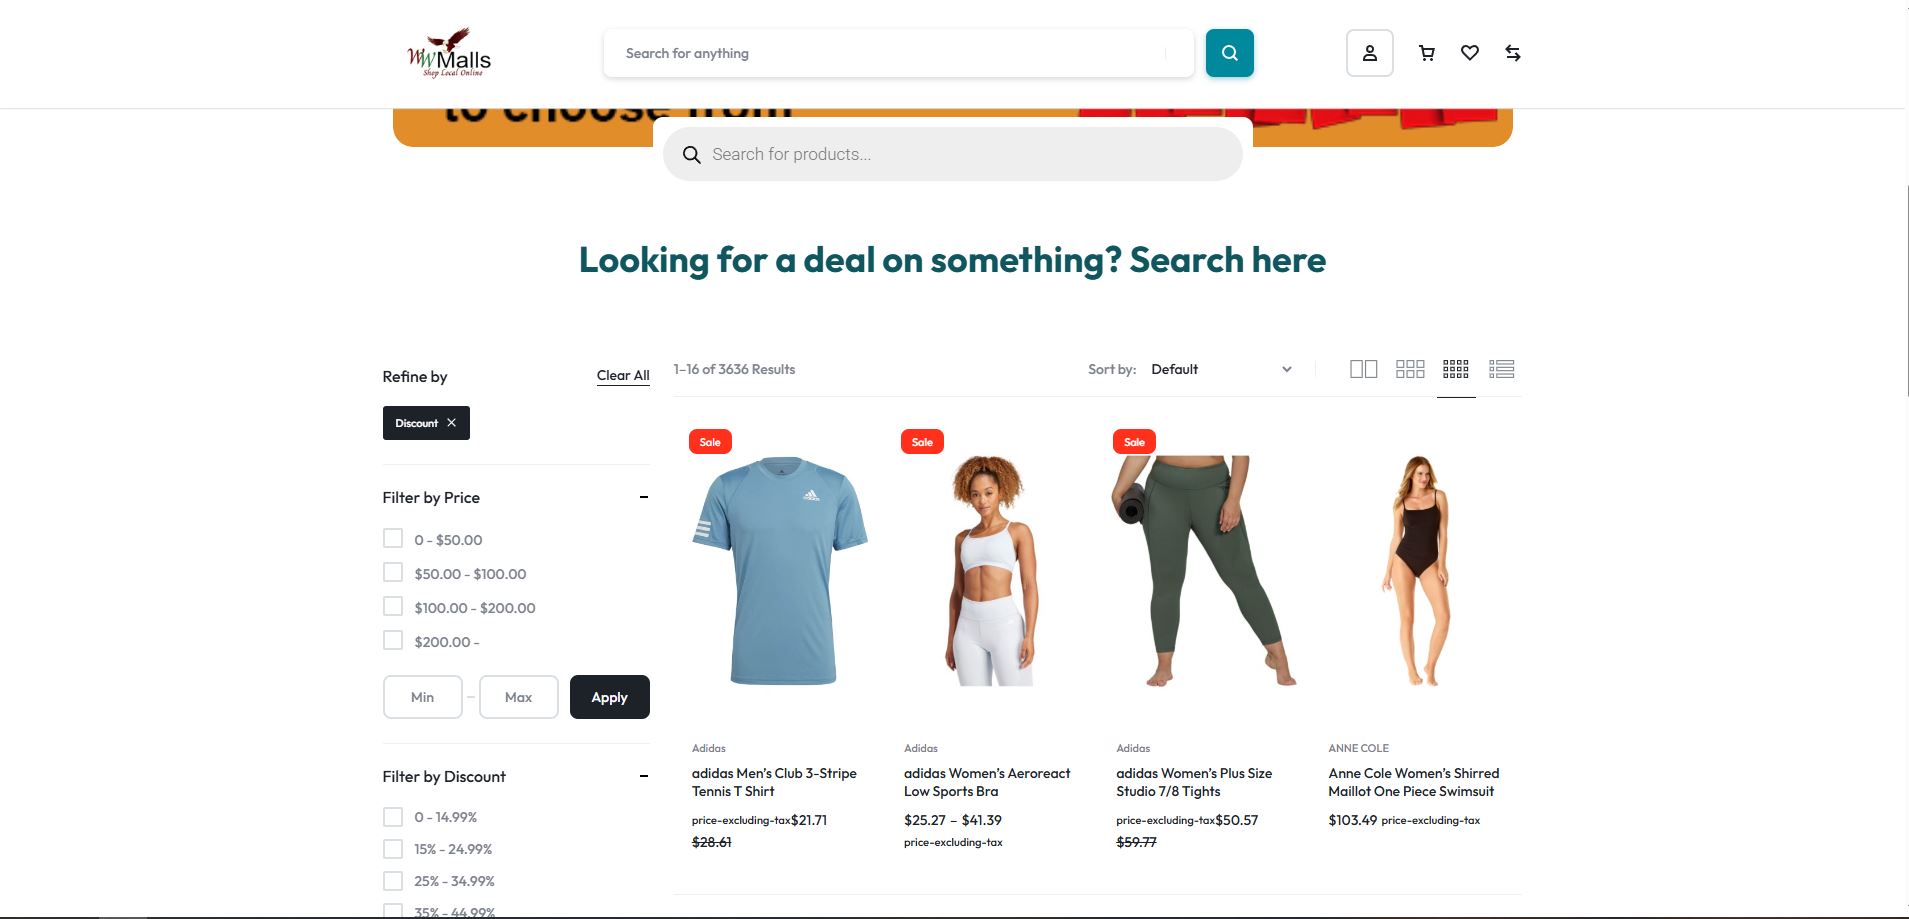 WWMalls
Shop Local Online
Search for anything
to choose from
Search for products...
Looking for a deal on something? Search here
Refine by
Clear All
Discount
Filter by Price
0 - $50.00
$50.00 - $100.00
$100.00 - $200.00
$200.00 -
Min - Max
Apply
Filter by Discount
0 - 14.99%
15% - 24.99%
25% - 34.99%
35% - 44.99%
1-16 of 3636 Results
Sort by: Default
Sale
Adidas
adidas Men's Club 3-Stripe
Tennis T Shirt
price-excluding-tax$21.71
$28.61
Sale
Adidas
adidas Women's Aeroreact
Low Sports Bra
$25.27 – $41.39
price-excluding-tax
Sale
Adidas
adidas Women's Plus Size
Studio 7/8 Tights
price-excluding-tax$50.57
$59.77
ANNE COLE
Anne Cole Women's Shirred
Maillot One Piece Swimsuit
$103.49 price-excluding-tax